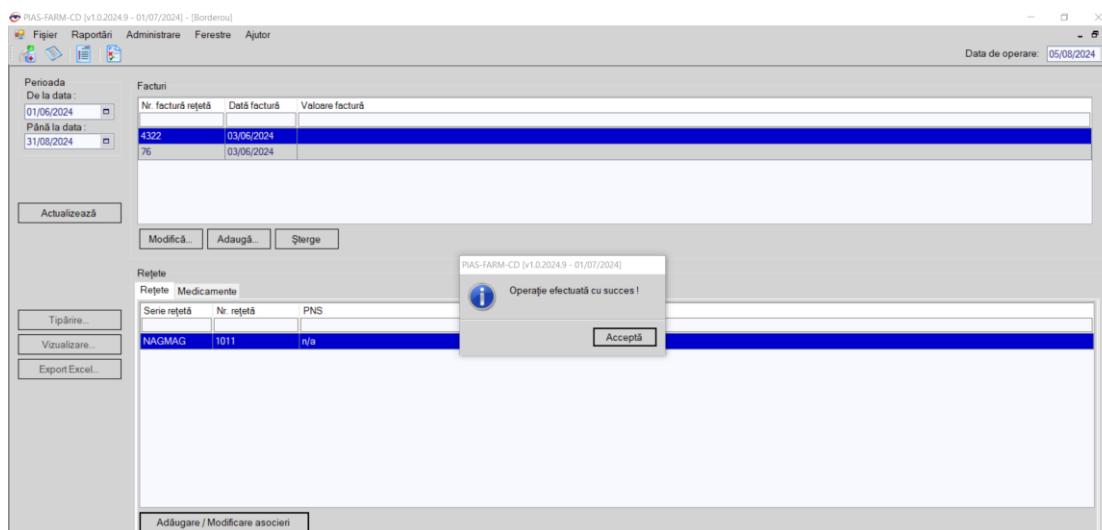 PIAS-FARM-CD [v1.0.2024.9 - 01/07/2024] - [Borderou]
Fișier Raportări Administrare Ferestre Ajutor
Data de operare: 05/08/2024
Perioada
De la data :
01/06/2024
Până la data :
31/08/2024
Actualizează
Facturi
Nr. factură rețetă Dată factură Valoare factură
4322 03/06/2024
76 03/06/2024
Modifică... Adaugă... Șterge
PIAS-FARM-CD [v1.0.2024.9 - 01/07/2024]
Operație efectuată cu succes !
Acceptă
Rețete
Rețete Medicamente
Serie rețetă Nr. rețetă PNS
NAGMAG 1011 n/a
Tipărire...
Vizualizare...
Export Excel...
Adăugare / Modificare asocieri